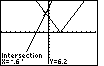 Intersection
X=-.6 Y=6.2